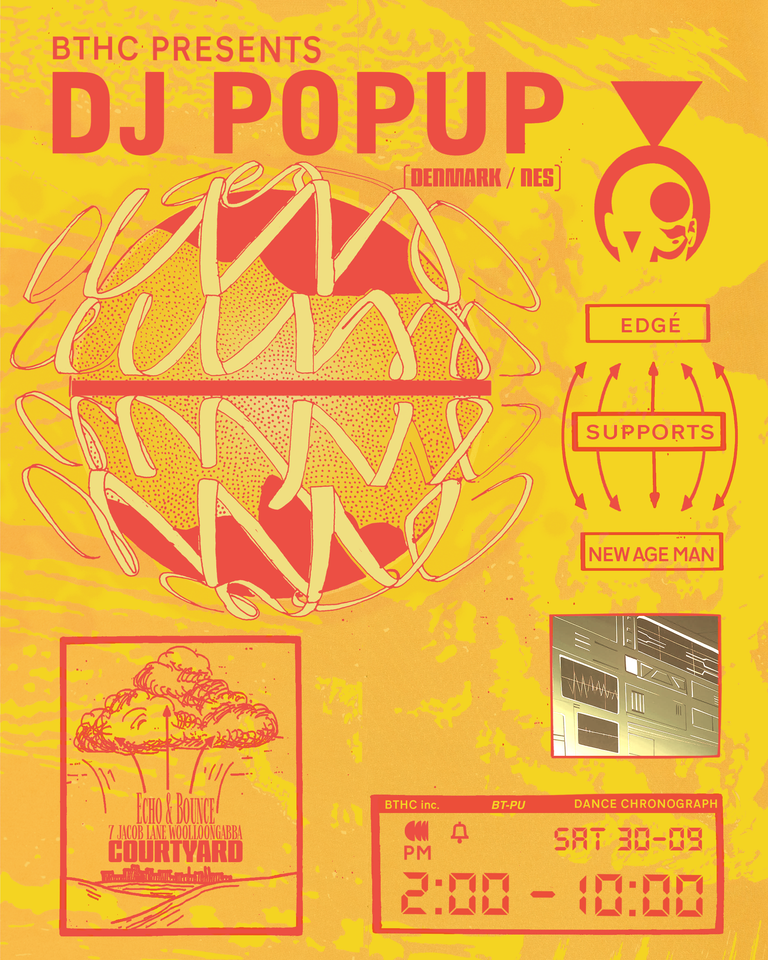 BTHC PRESENTS
DJ POPUP
[DENMARK / NES]
EDGÉ
SUPPORTS
NEW AGE MAN
ECHO & BOUNCE
7 JACOB LANE WOOLLOONGABBA
COURTYARD
BTHC inc. BT-PU DANCE CHRONOGRAPH
SAT 30-09
PM
2:00 - 10:00